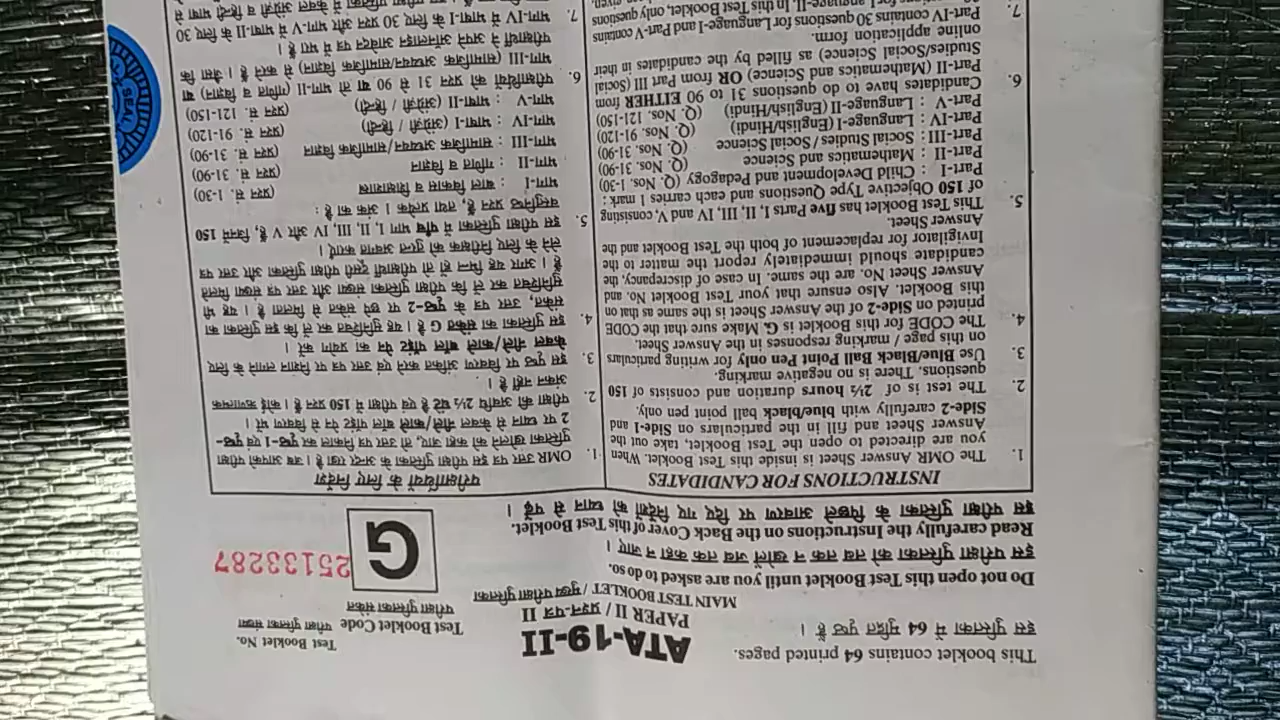 This booklet contains 64 printed pages.
इस पुस्तिका में 64 मुद्रित पृष्ठ हैं ।
ATA-19-II
PAPER II / प्रश्न-पत्र II
MAIN TEST BOOKLET / मुख्य परीक्षा पुस्तिका
Test Booklet Code
परीक्षा पुस्तिका संकेत
G
Test Booklet No.
परीक्षा पुस्तिका संख्या
25133287
Do not open this Test Booklet until you are asked to do so.
इस परीक्षा पुस्तिका को तब तक न खोलें जब तक कहा न जाए ।
Read carefully the Instructions on the Back Cover of this Test Booklet.
इस परीक्षा पुस्तिका के पिछले आवरण पर दिए गए निर्देशों को ध्यान से पढ़ें ।
INSTRUCTIONS FOR CANDIDATES
1. The OMR Answer Sheet is inside this Test Booklet. When
you are directed to open the Test Booklet, take out the
Answer Sheet and fill in the particulars on Side-1 and
Side-2 carefully with blue/black ball point pen only.
2. The test is of 2½ hours duration and consists of 150
questions. There is no negative marking.
3. Use Blue/Black Ball Point Pen only for writing particulars
on this page / marking responses in the Answer Sheet.
4. The CODE for this Booklet is G. Make sure that the CODE
printed on Side-2 of the Answer Sheet is the same as that on
this Booklet. Also ensure that your Test Booklet No. and
Answer Sheet No. are the same. In case of discrepancy, the
candidate should immediately report the matter to the
Invigilator for replacement of both the Test Booklet and the
Answer Sheet.
5. This Test Booklet has five Parts I, II, III, IV and V, consisting
of 150 Objective Type Questions and each carries 1 mark :
Part-I : Child Development and Pedagogy (Q. Nos. 1-30)
Part-II : Mathematics and Science (Q. Nos. 31-90)
Part-III : Social Studies / Social Science (Q. Nos. 31-90)
Part-IV : Language-I (English/Hindi) (Q. Nos. 91-120)
Part-V : Language-II (English/Hindi) (Q. Nos. 121-150)
6. Candidates have to do questions 31 to 90 EITHER from
Part-II (Mathematics and Science) OR from Part III (Social
Studies/Social Science) as filled by the candidates in their
online application form.
7. Part-IV contains 30 questions for Language-I and Part-V contains
30 questions for Language-II. In this Test Booklet, only questions
परीक्षार्थियों के लिए निर्देश
1. OMR उत्तर पत्र इस परीक्षा पुस्तिका के अन्दर रखा है । जब आपको परीक्षा
पुस्तिका खोलने को कहा जाए, तो उत्तर पत्र निकाल कर पृष्ठ-1 एवं पृष्ठ-
2 पर ध्यान से केवल नीले/काले बॉल पॉइंट पेन से विवरण भरें ।
2. परीक्षा की अवधि 2½ घंटे है एवं परीक्षा में 150 प्रश्न हैं । कोई ऋणात्मक
अंकन नहीं है ।
3. इस पृष्ठ पर विवरण अंकित करने एवं उत्तर पत्र पर निशान लगाने के लिए
केवल नीले/काले बॉल पॉइंट पेन का प्रयोग करें ।
4. इस पुस्तिका का संकेत G है । यह सुनिश्चित कर लें कि इस पुस्तिका का
संकेत, उत्तर पत्र के पृष्ठ-2 पर छपे संकेत से मिलता है । यह भी
सुनिश्चित कर लें कि परीक्षा पुस्तिका संख्या और उत्तर पत्र संख्या मिलते
हैं । अगर यह भिन्न हों तो परीक्षार्थी दूसरी परीक्षा पुस्तिका और उत्तर पत्र
लेने के लिए निरीक्षक को तुरन्त अवगत कराएँ ।
5. इस परीक्षा पुस्तिका में पाँच भाग I, II, III, IV और V हैं, जिनमें 150
वस्तुनिष्ठ प्रश्न हैं, तथा प्रत्येक 1 अंक का है :
भाग-I : बाल विकास व शिक्षाशास्त्र (प्रश्न सं. 1-30)
भाग-II : गणित व विज्ञान (प्रश्न सं. 31-90)
भाग-III : सामाजिक अध्ययन/सामाजिक विज्ञान (प्रश्न सं. 31-90)
भाग-IV : भाषा-I (अंग्रेजी / हिन्दी) (प्रश्न सं. 91-120)
भाग-V : भाषा-II (अंग्रेजी / हिन्दी) (प्रश्न सं. 121-150)
6. परीक्षार्थियों को प्रश्न 31 से 90 या तो भाग-II (गणित व विज्ञान) या
भाग-III (सामाजिक अध्ययन/सामाजिक विज्ञान) से करने हैं । जैसा कि
परीक्षार्थी ने अपने ऑनलाइन आवेदन पत्र में भरा है ।
7. भाग-IV में भाषा-I के लिए 30 प्रश्न और भाग-V में भाषा-II के लिए 30
SEAL